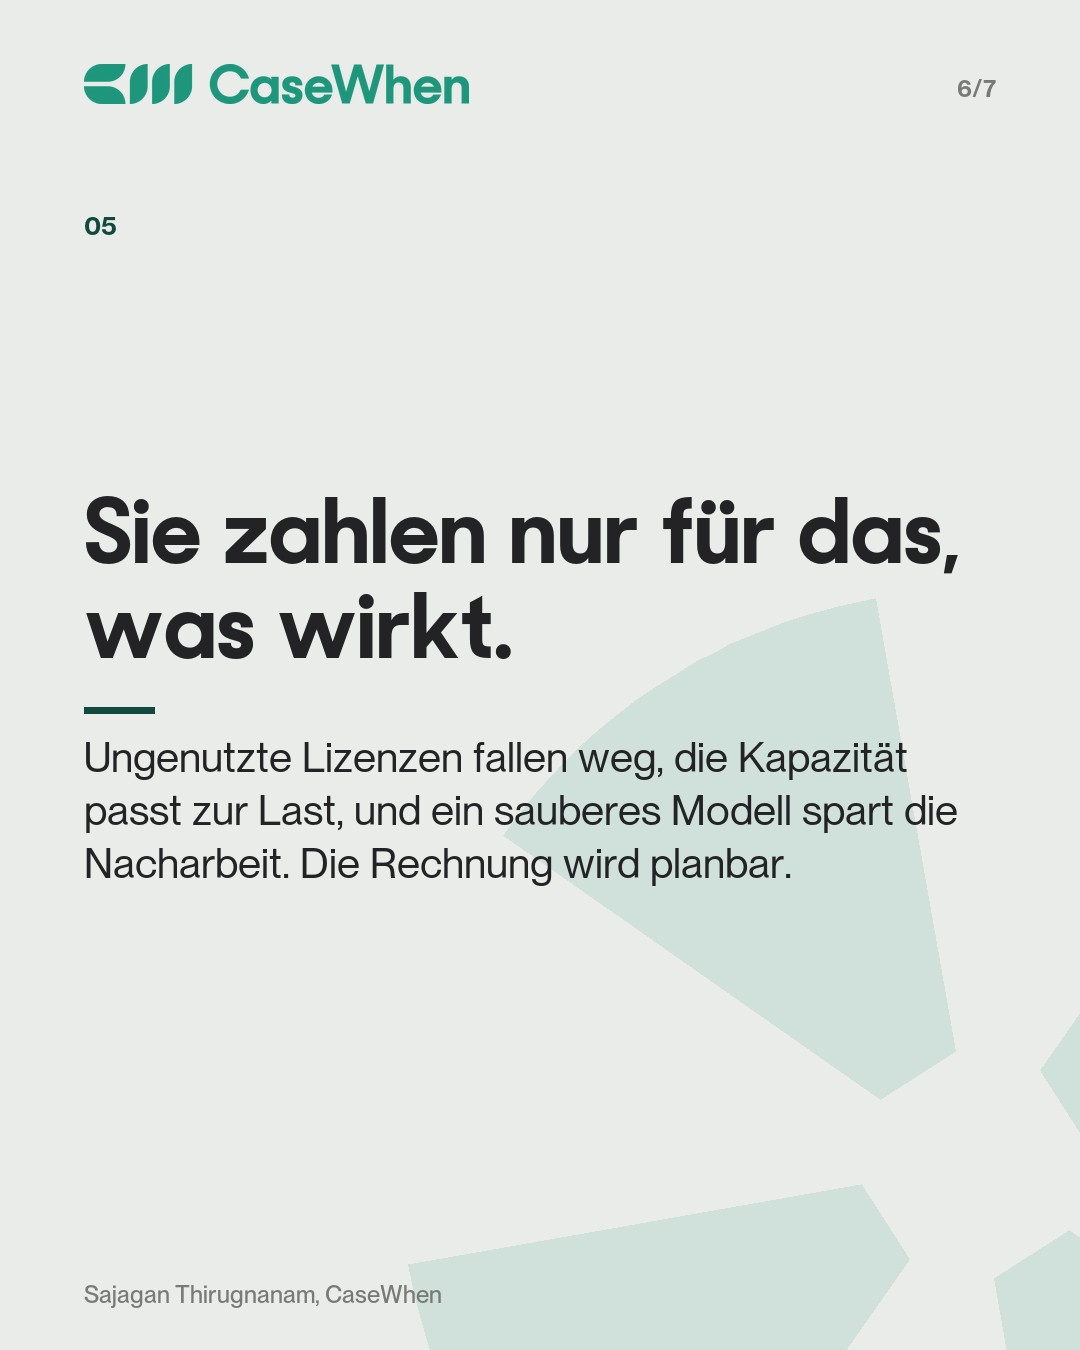 CaseWhen
6/7
05
Sie zahlen nur für das,
was wirkt.
Ungenutzte Lizenzen fallen weg, die Kapazität
passt zur Last, und ein sauberes Modell spart die
Nacharbeit. Die Rechnung wird planbar.
Sajagan Thirugnanam, CaseWhen